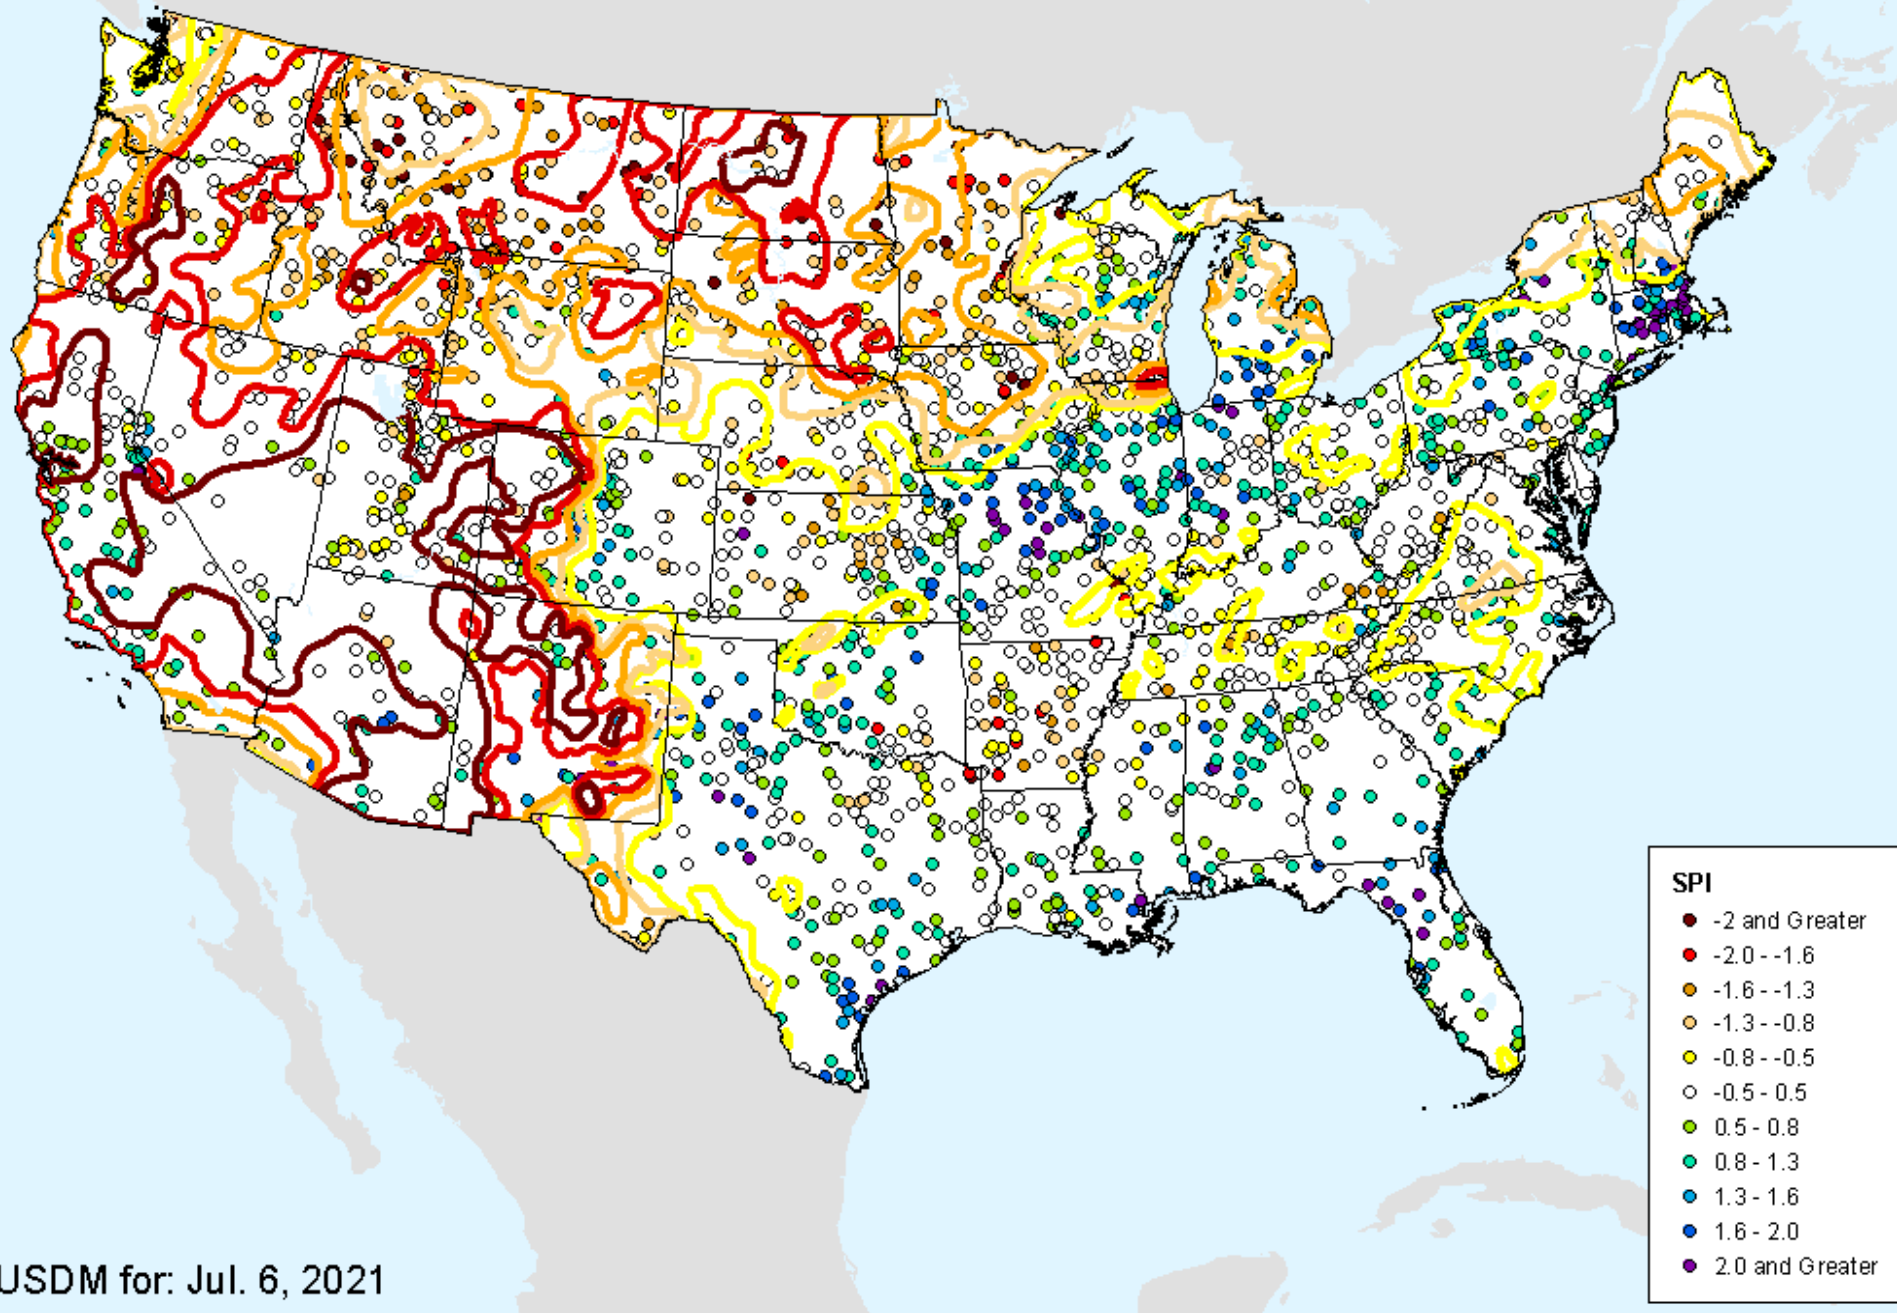 SPI
-2 and Greater
-2.0 - -1.6
-1.6 - -1.3
-1.3 - -0.8
-0.8 - -0.5
-0.5 - 0.5
0.5 - 0.8
0.8 - 1.3
1.3 - 1.6
1.6 - 2.0
2.0 and Greater
USDM for: Jul. 6, 2021